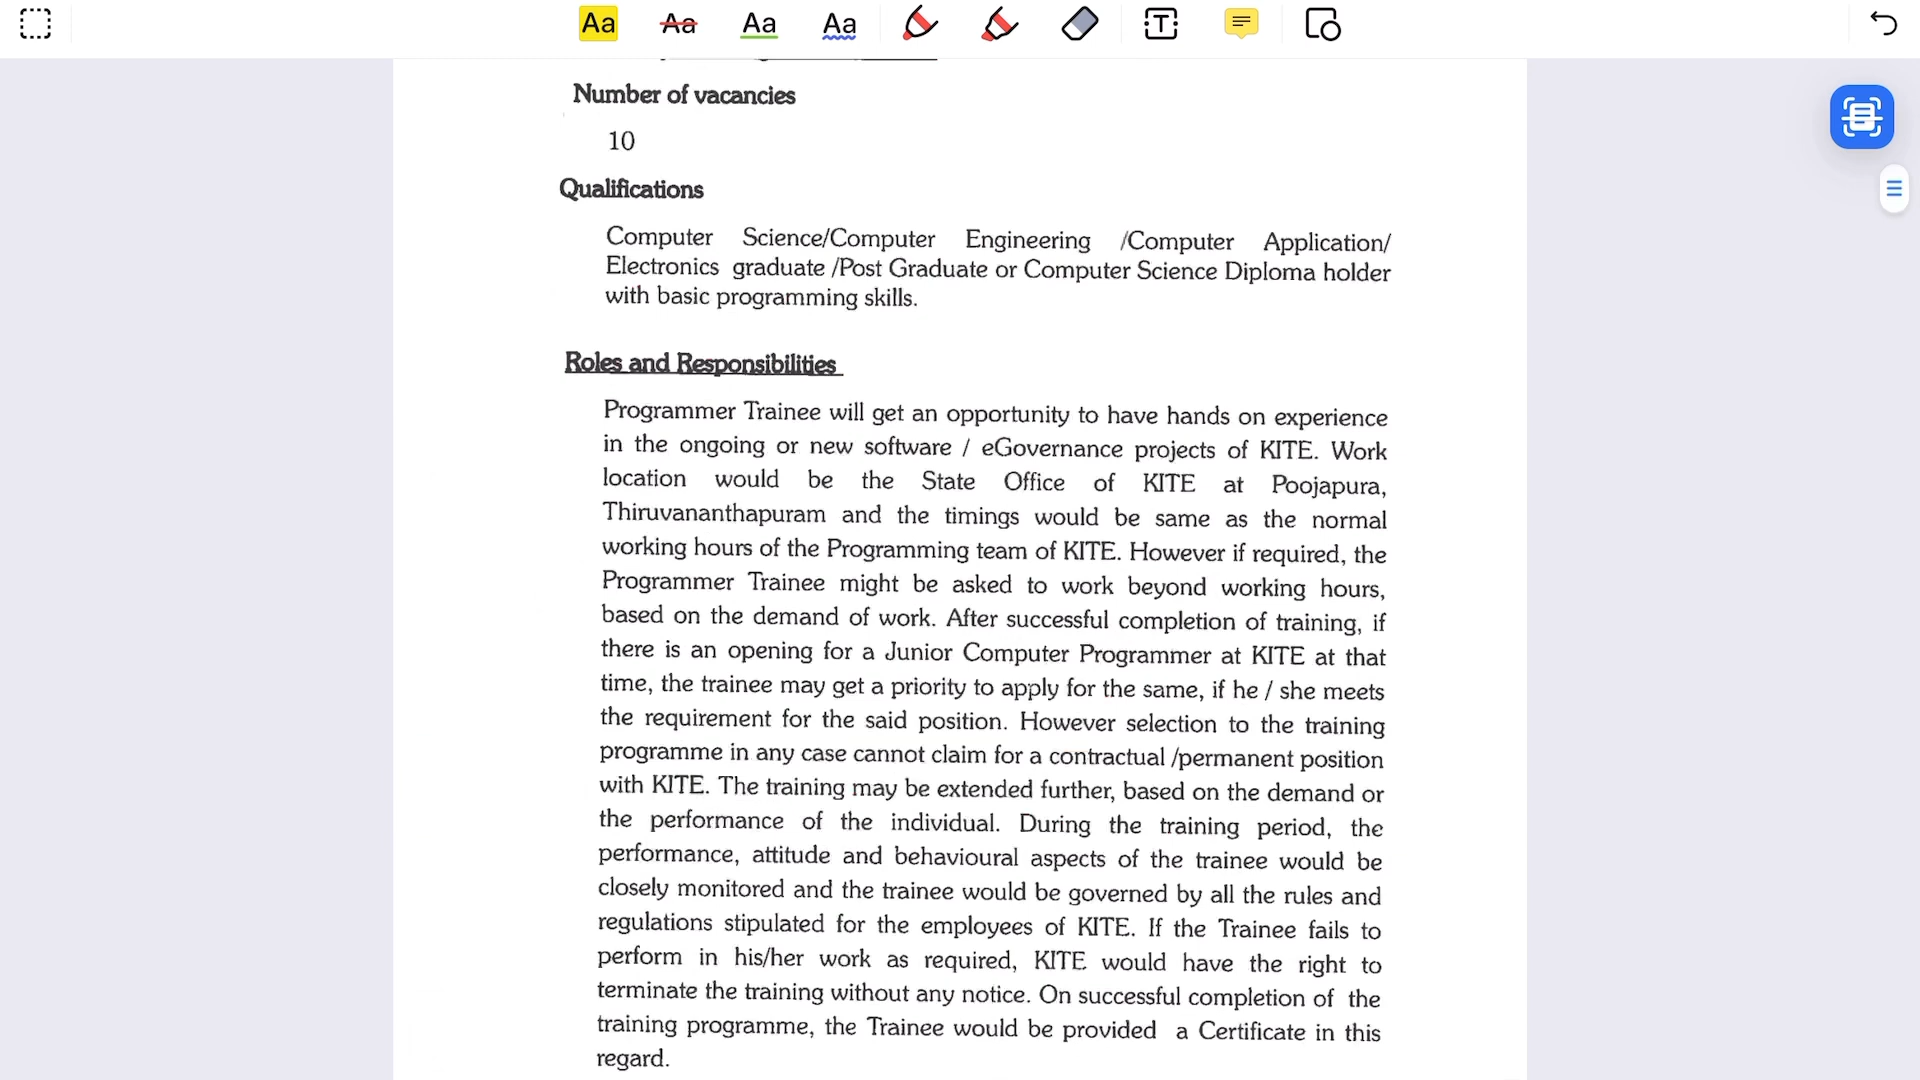 Aa Aa Aa Aa T
Number of vacancies
10
Qualifications
Computer Science/Computer Engineering /Computer Application/
Electronics graduate /Post Graduate or Computer Science Diploma holder
with basic programming skills.
Roles and Responsibilities
Programmer Trainee will get an opportunity to have hands on experience
in the ongoing or new software / eGovernance projects of KITE. Work
location would be the State Office of KITE at Poojapura,
Thiruvananthapuram and the timings would be same as the normal
working hours of the Programming team of KITE. However if required, the
Programmer Trainee might be asked to work beyond working hours,
based on the demand of work. After successful completion of training, if
there is an opening for a Junior Computer Programmer at KITE at that
time, the trainee may get a priority to apply for the same, if he / she meets
the requirement for the said position. However selection to the training
programme in any case cannot claim for a contractual /permanent position
with KITE. The training may be extended further, based on the demand or
the performance of the individual. During the training period, the
performance, attitude and behavioural aspects of the trainee would be
closely monitored and the trainee would be governed by all the rules and
regulations stipulated for the employees of KITE. If the Trainee fails to
perform in his/her work as required, KITE would have the right to
terminate the training without any notice. On successful completion of the
training programme, the Trainee would be provided a Certificate in this
regard.